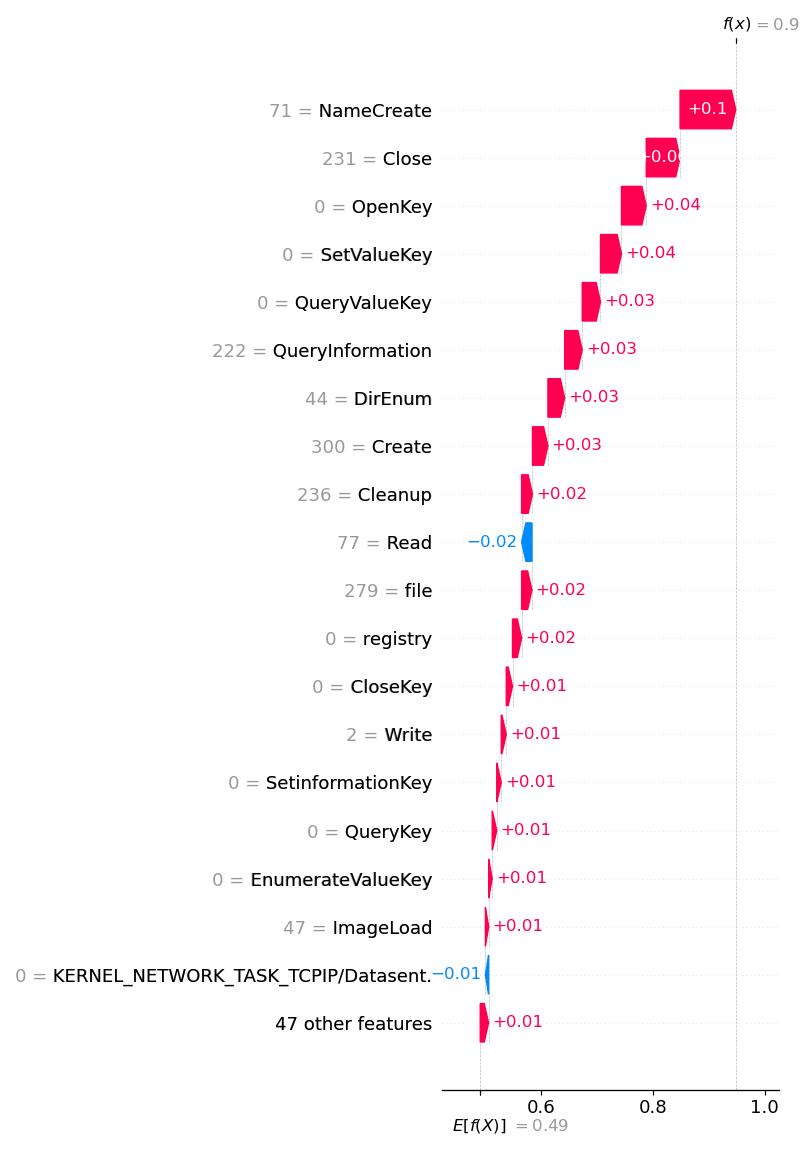 f(x) = 0.9
71 = NameCreate +0.1
231 = Close
0 = OpenKey +0.04
0 = SetValueKey +0.04
0 = QueryValueKey +0.03
222 = QueryInformation +0.03
44 = DirEnum +0.03
300 = Create +0.03
236 = Cleanup +0.02
77 = Read −0.02
279 = file +0.02
0 = registry +0.02
0 = CloseKey +0.01
2 = Write +0.01
0 = SetinformationKey +0.01
0 = QueryKey +0.01
0 = EnumerateValueKey +0.01
47 = ImageLoad +0.01
0 = KERNEL_NETWORK_TASK_TCPIP/Datasent. −0.01
47 other features +0.01
0.6 0.8 1.0
E[f(X)] = 0.49